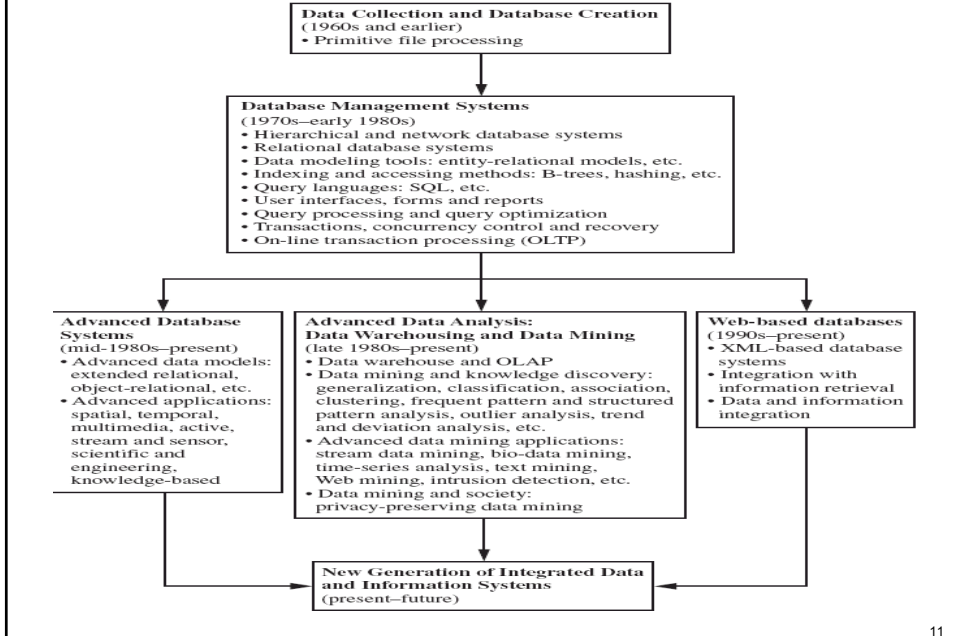 Data Collection and Database Creation
(1960s and earlier)
• Primitive file processing
Database Management Systems
(1970s–early 1980s)
• Hierarchical and network database systems
• Relational database systems
• Data modeling tools: entity-relational models, etc.
• Indexing and accessing methods: B-trees, hashing, etc.
• Query languages: SQL, etc.
• User interfaces, forms and reports
• Query processing and query optimization
• Transactions, concurrency control and recovery
• On-line transaction processing (OLTP)
Advanced Database
Systems
(mid-1980s–present)
• Advanced data models:
extended relational,
object-relational, etc.
• Advanced applications:
spatial, temporal,
multimedia, active,
stream and sensor,
scientific and
engineering,
knowledge-based
Advanced Data Analysis:
Data Warehousing and Data Mining
(late 1980s–present)
• Data warehouse and OLAP
• Data mining and knowledge discovery:
generalization, classification, association,
clustering, frequent pattern and structured
pattern analysis, outlier analysis, trend
and deviation analysis, etc.
• Advanced data mining applications:
stream data mining, bio-data mining,
time-series analysis, text mining,
Web mining, intrusion detection, etc.
• Data mining and society:
privacy-preserving data mining
Web-based databases
(1990s–present)
• XML-based database
systems
• Integration with
information retrieval
• Data and information
integration
New Generation of Integrated Data
and Information Systems
(present–future)
11